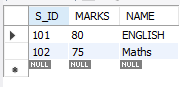 S_ID MARKS NAME
101 80 ENGLISH
102 75 Maths
NULL NULL NULL